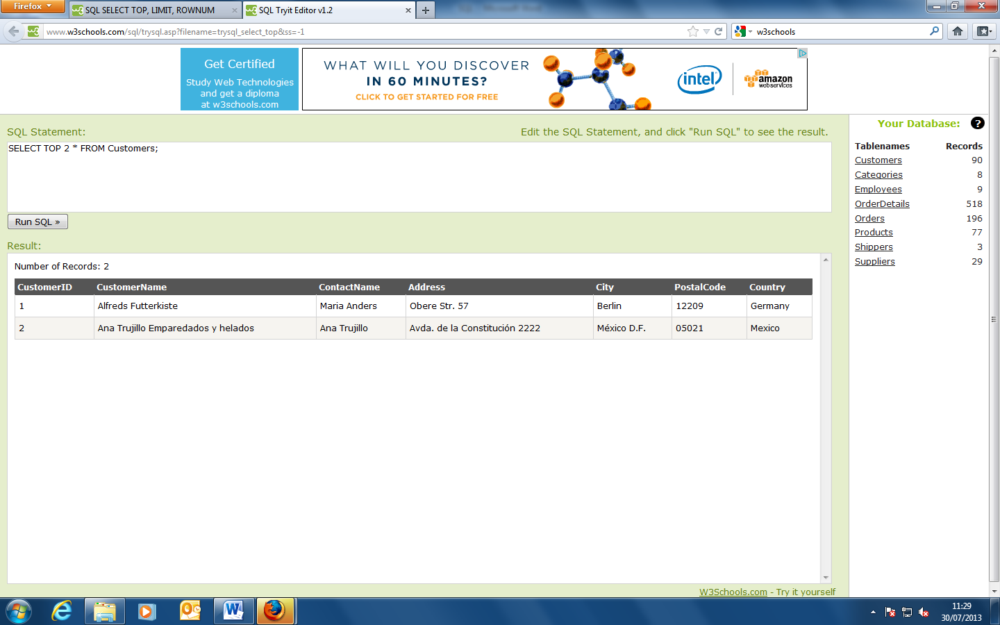 Firefox
SQL SELECT TOP, LIMIT, ROWNUM
SQL Tryit Editor v1.2
www.w3schools.com/sql/trysql.asp?filename=trysql_select_top&ss=-1
w3schools
Get Certified
Study Web Technologies
and get a diploma
at w3schools.com
WHAT WILL YOU DISCOVER
IN 60 MINUTES?
CLICK TO GET STARTED FOR FREE
intel
amazon
webservices
SQL Statement:
Edit the SQL Statement, and click "Run SQL" to see the result.
SELECT TOP 2 * FROM Customers;
Run SQL »
Result:
Number of Records: 2
CustomerID CustomerName ContactName Address City PostalCode Country
1 Alfreds Futterkiste Maria Anders Obere Str. 57 Berlin 12209 Germany
2 Ana Trujillo Emparedados y helados Ana Trujillo Avda. de la Constitución 2222 México D.F. 05021 Mexico
W3Schools.com - Try it yourself
Your Database: ?
Tablenames Records
Customers 90
Categories 8
Employees 9
OrderDetails 518
Orders 196
Products 77
Shippers 3
Suppliers 29
11:29
30/07/2013